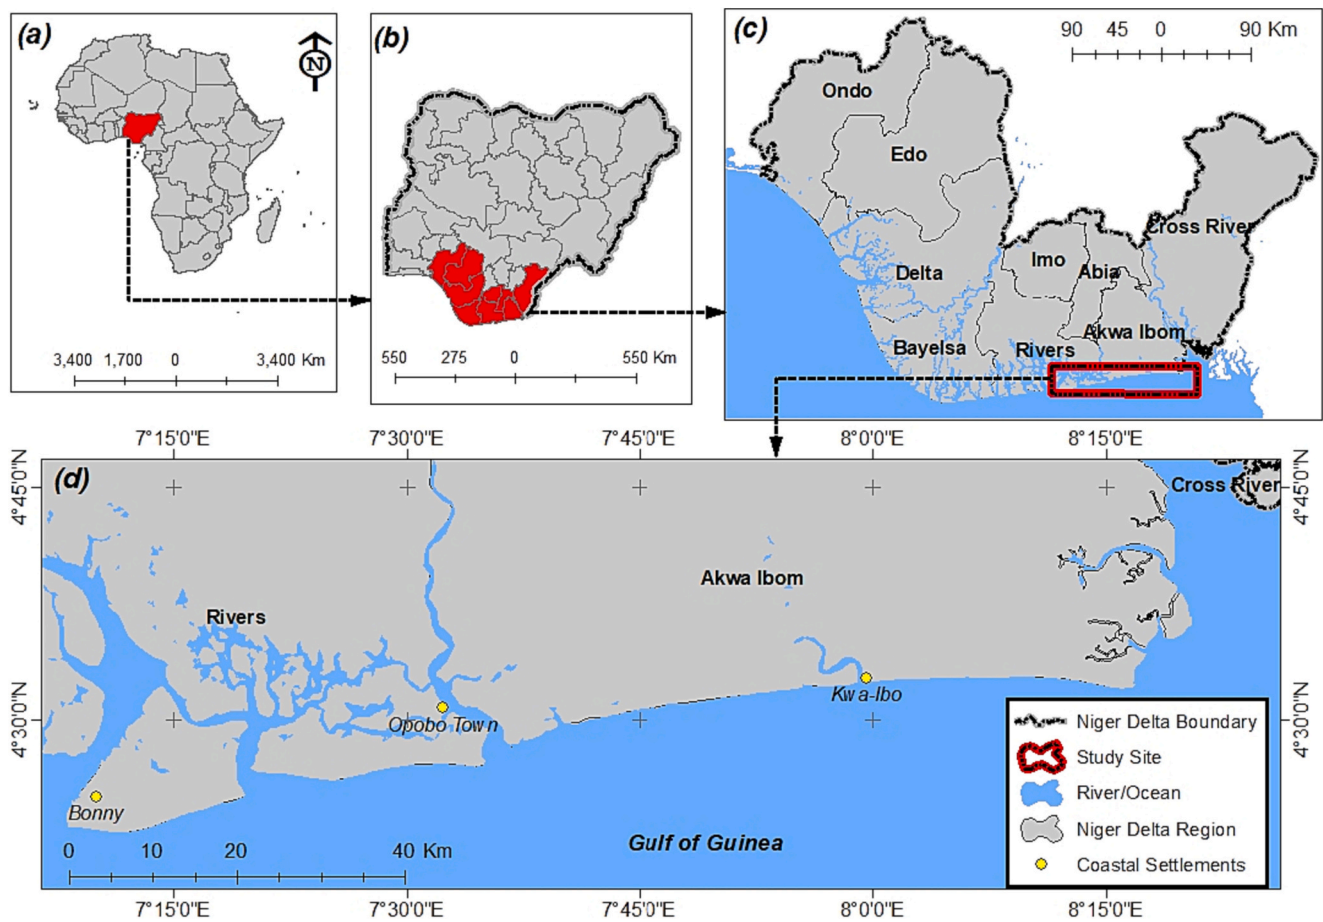 (a)
N
3,400 1,700 0 3,400 Km
(b)
550 275 0 550 Km
(c)
90 45 0 90 Km
Ondo
Edo
Cross River
Imo
Abia
Delta
Akwa Ibom
Bayelsa
Rivers
7°15'0"E 7°30'0"E 7°45'0"E 8°0'0"E 8°15'0"E
(d)
4°45'0"N
4°45'0"N
Cross River
Akwa Ibom
Rivers
Kwa-Ibo
Opobo Town
4°30'0"N
4°30'0"N
Bonny
Gulf of Guinea
0 10 20 40 Km
Niger Delta Boundary
Study Site
River/Ocean
Niger Delta Region
Coastal Settlements
7°15'0"E 7°30'0"E 7°45'0"E 8°0'0"E 8°15'0"E